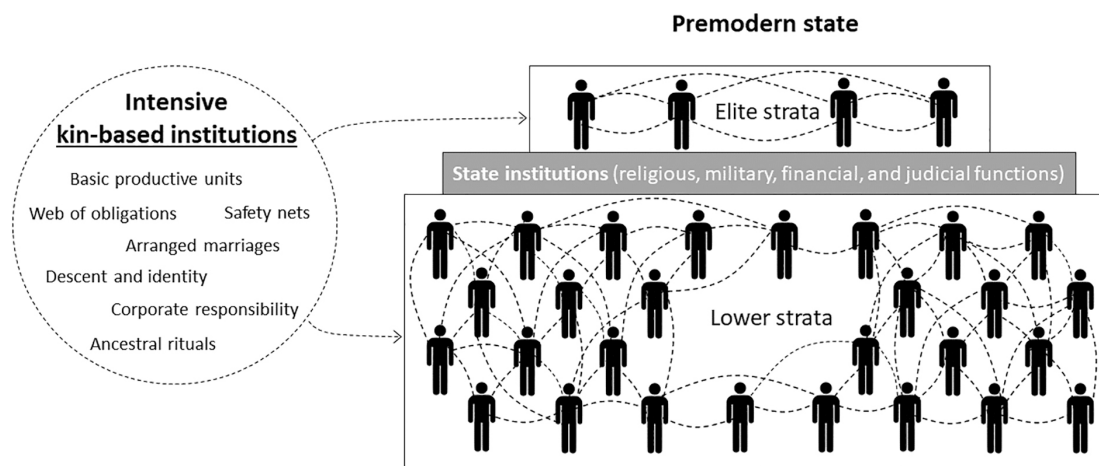 Premodern state
Intensive
kin-based institutions
Basic productive units
Web of obligations
Safety nets
Arranged marriages
Descent and identity
Corporate responsibility
Ancestral rituals
Elite strata
State institutions (religious, military, financial, and judicial functions)
Lower strata